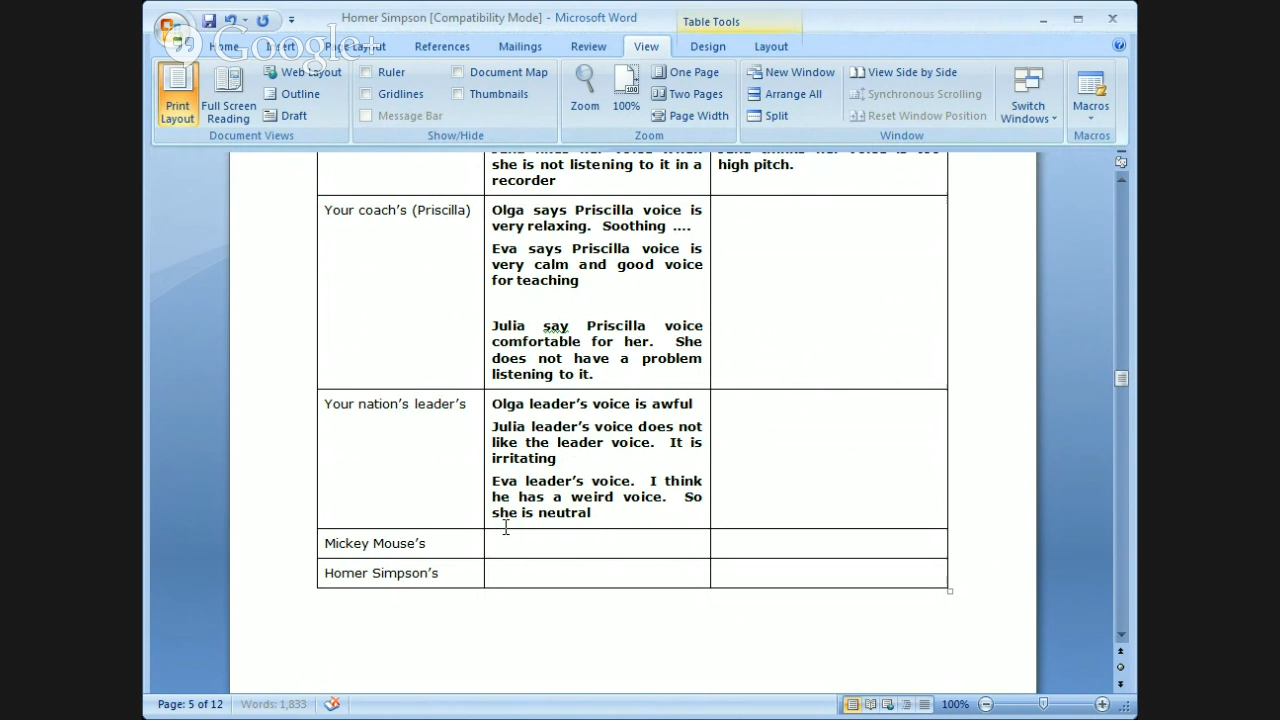 Homer Simpson [Compatibility Mode] - Microsoft Word
Table Tools
Google+
Home Insert Page Layout References Mailings Review View Design Layout
Print Layout
Full Screen Reading
Web Layout
Outline
Draft
Document Views
Ruler
Gridlines
Message Bar
Document Map
Thumbnails
Show/Hide
Zoom
100%
One Page
Two Pages
Page Width
Zoom
New Window
Arrange All
Split
View Side by Side
Synchronous Scrolling
Reset Window Position
Switch Windows
Window
Macros
Macros
she is not listening to it in a
recorder
high pitch.
Your coach's (Priscilla)
Olga says Priscilla voice is
very relaxing. Soothing ....
Eva says Priscilla voice is
very calm and good voice
for teaching
Julia say Priscilla voice
comfortable for her. She
does not have a problem
listening to it.
Your nation's leader's
Olga leader's voice is awful
Julia leader's voice does not
like the leader voice. It is
irritating
Eva leader's voice. I think
he has a weird voice. So
she is neutral
Mickey Mouse's
Homer Simpson's
Page: 5 of 12
Words: 1,833
100%